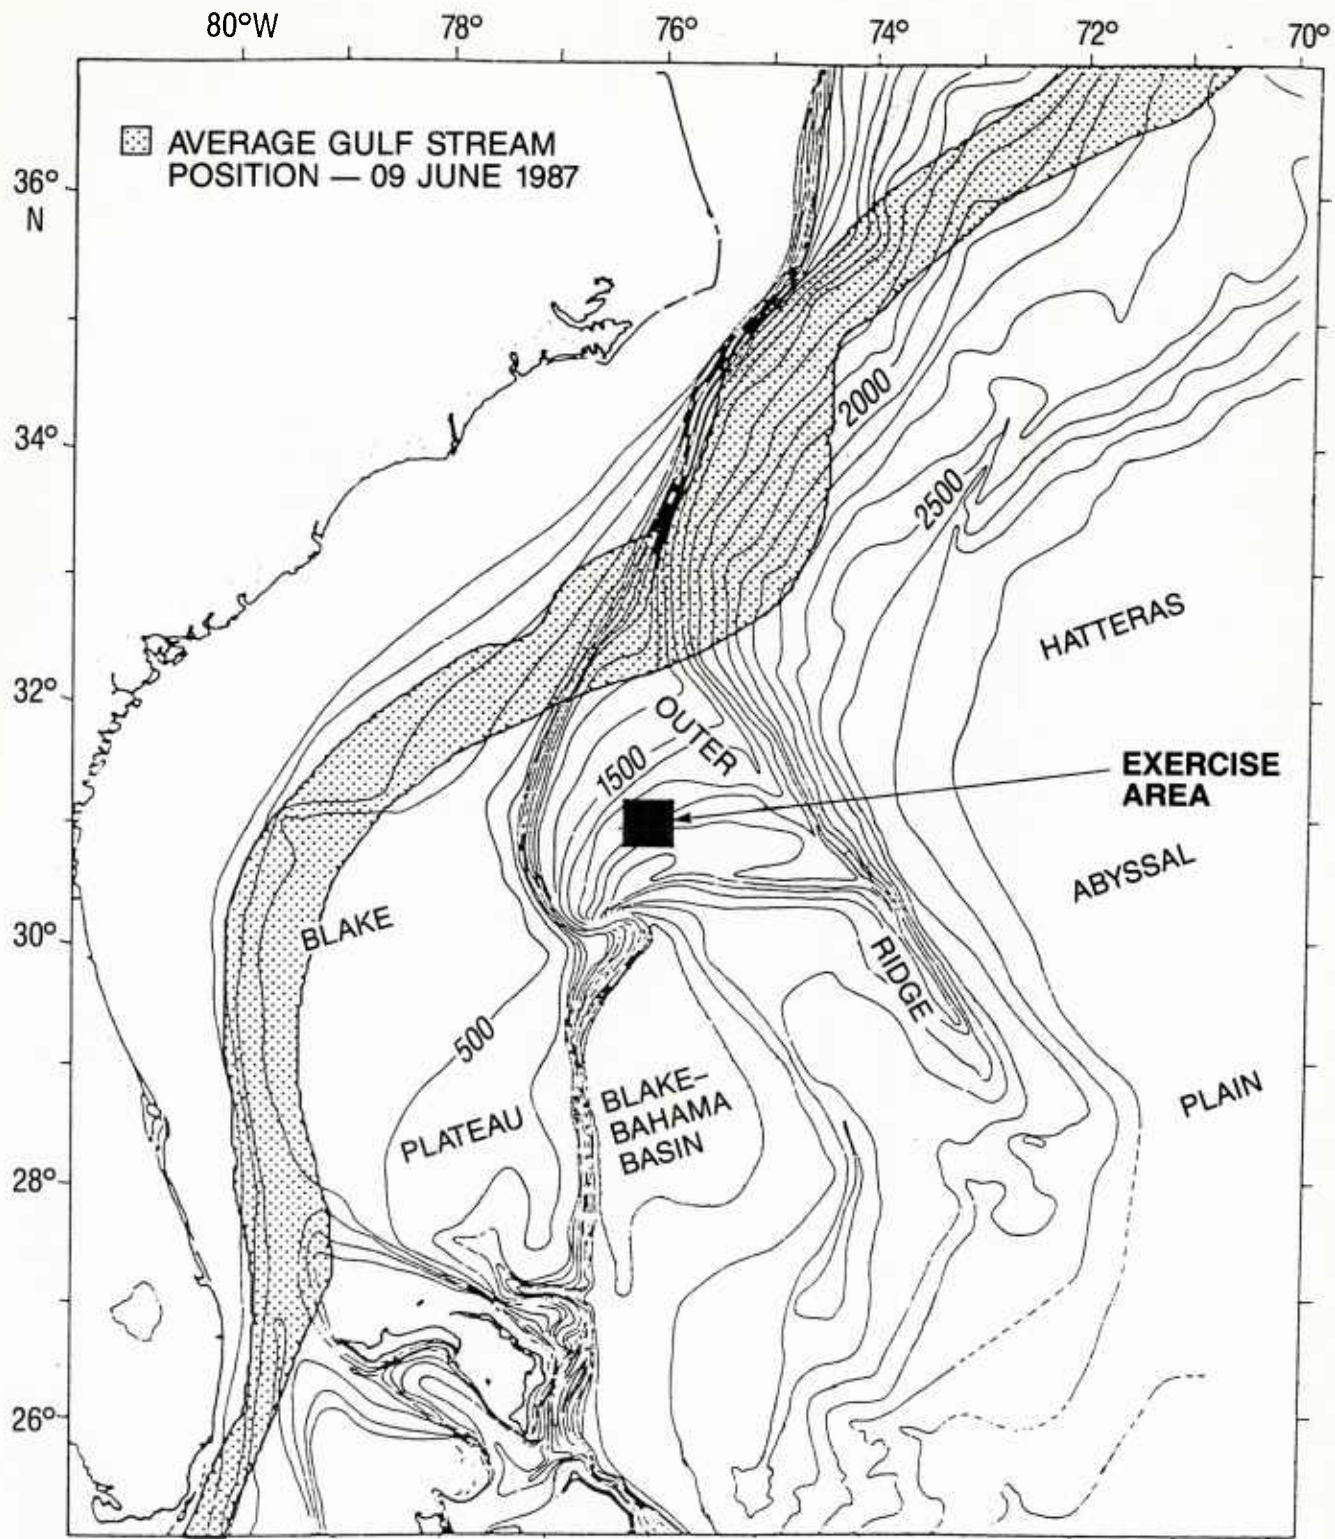 80°W 78° 76° 74° 72° 70°
AVERAGE GULF STREAM
POSITION — 09 JUNE 1987
36°
N
2000
34°
2500
HATTERAS
32°
OUTER
1500
EXERCISE
AREA
ABYSSAL
BLAKE
30°
RIDGE
500
BLAKE–
BAHAMA
BASIN
PLATEAU
PLAIN
28°
26°